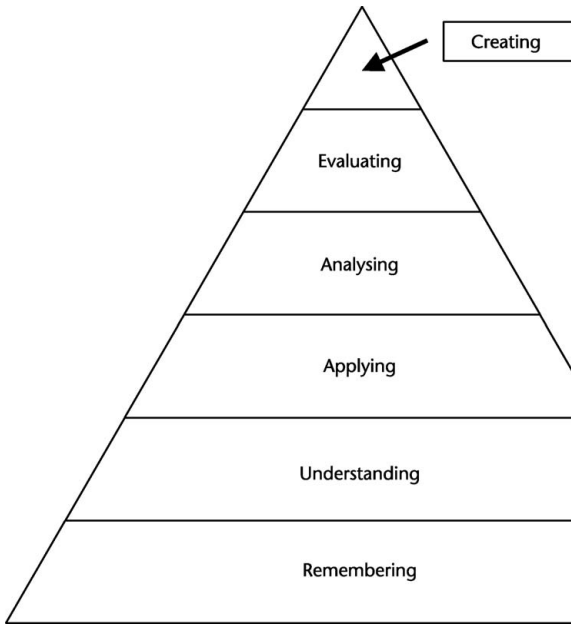 Creating
Evaluating
Analysing
Applying
Understanding
Remembering